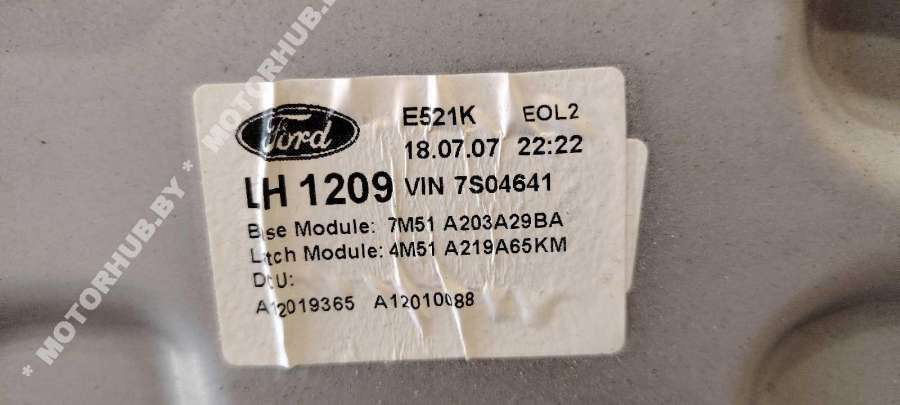 MOTORHUB.BY * MOTORHUB.BY
Ford
E521K EOL2
18.07.07 22:22
LH 1209 VIN 7S04641
Base Module: 7M51 A203A29BA
Latch Module: 4M51 A219A65KM
DCU:
A12019365 A12010088